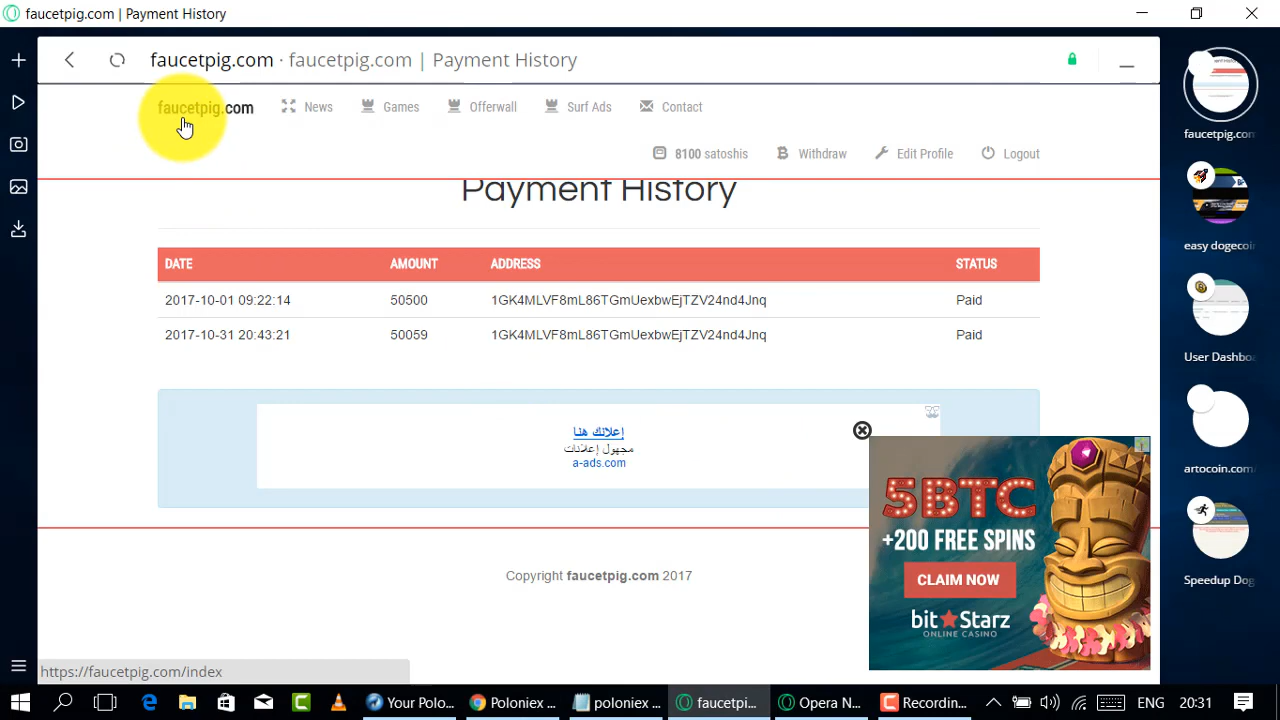 faucetpig.com | Payment History
faucetpig.com · faucetpig.com | Payment History
faucetpig.com News Games Offerwall Surf Ads Contact
8100 satoshis Withdraw Edit Profile Logout
Payment History
DATE AMOUNT ADDRESS STATUS
2017-10-01 09:22:14 50500 1GK4MLVF8mL86TGmUexbwEjTZV24nd4Jnq Paid
2017-10-31 20:43:21 50059 1GK4MLVF8mL86TGmUexbwEjTZV24nd4Jnq Paid
إعلانك هنا
مجهول إعلانات
a-ads.com
5BTC
+200 FREE SPINS
CLAIM NOW
bitStarz
ONLINE CASINO
Copyright faucetpig.com 2017
https://faucetpig.com/index
faucetpig.com
easy dogecoi
User Dashboa
artocoin.com/
Speedup Dog
Your Polo...
Poloniex ...
poloniex ...
faucetpi...
Opera N...
Recordin...
ENG 20:31